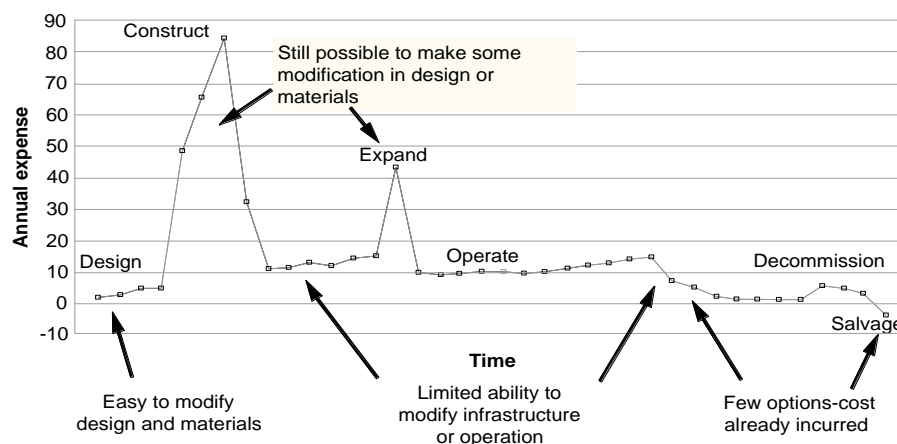 90
80
70
60
50
40
30
20
10
0
-10
Annual expense
Construct
Still possible to make some
modification in design or
materials
Expand
Design
Operate
Decommission
Salvage
Time
Easy to modify
design and materials
Limited ability to
modify infrastructure
or operation
Few options-cost
already incurred